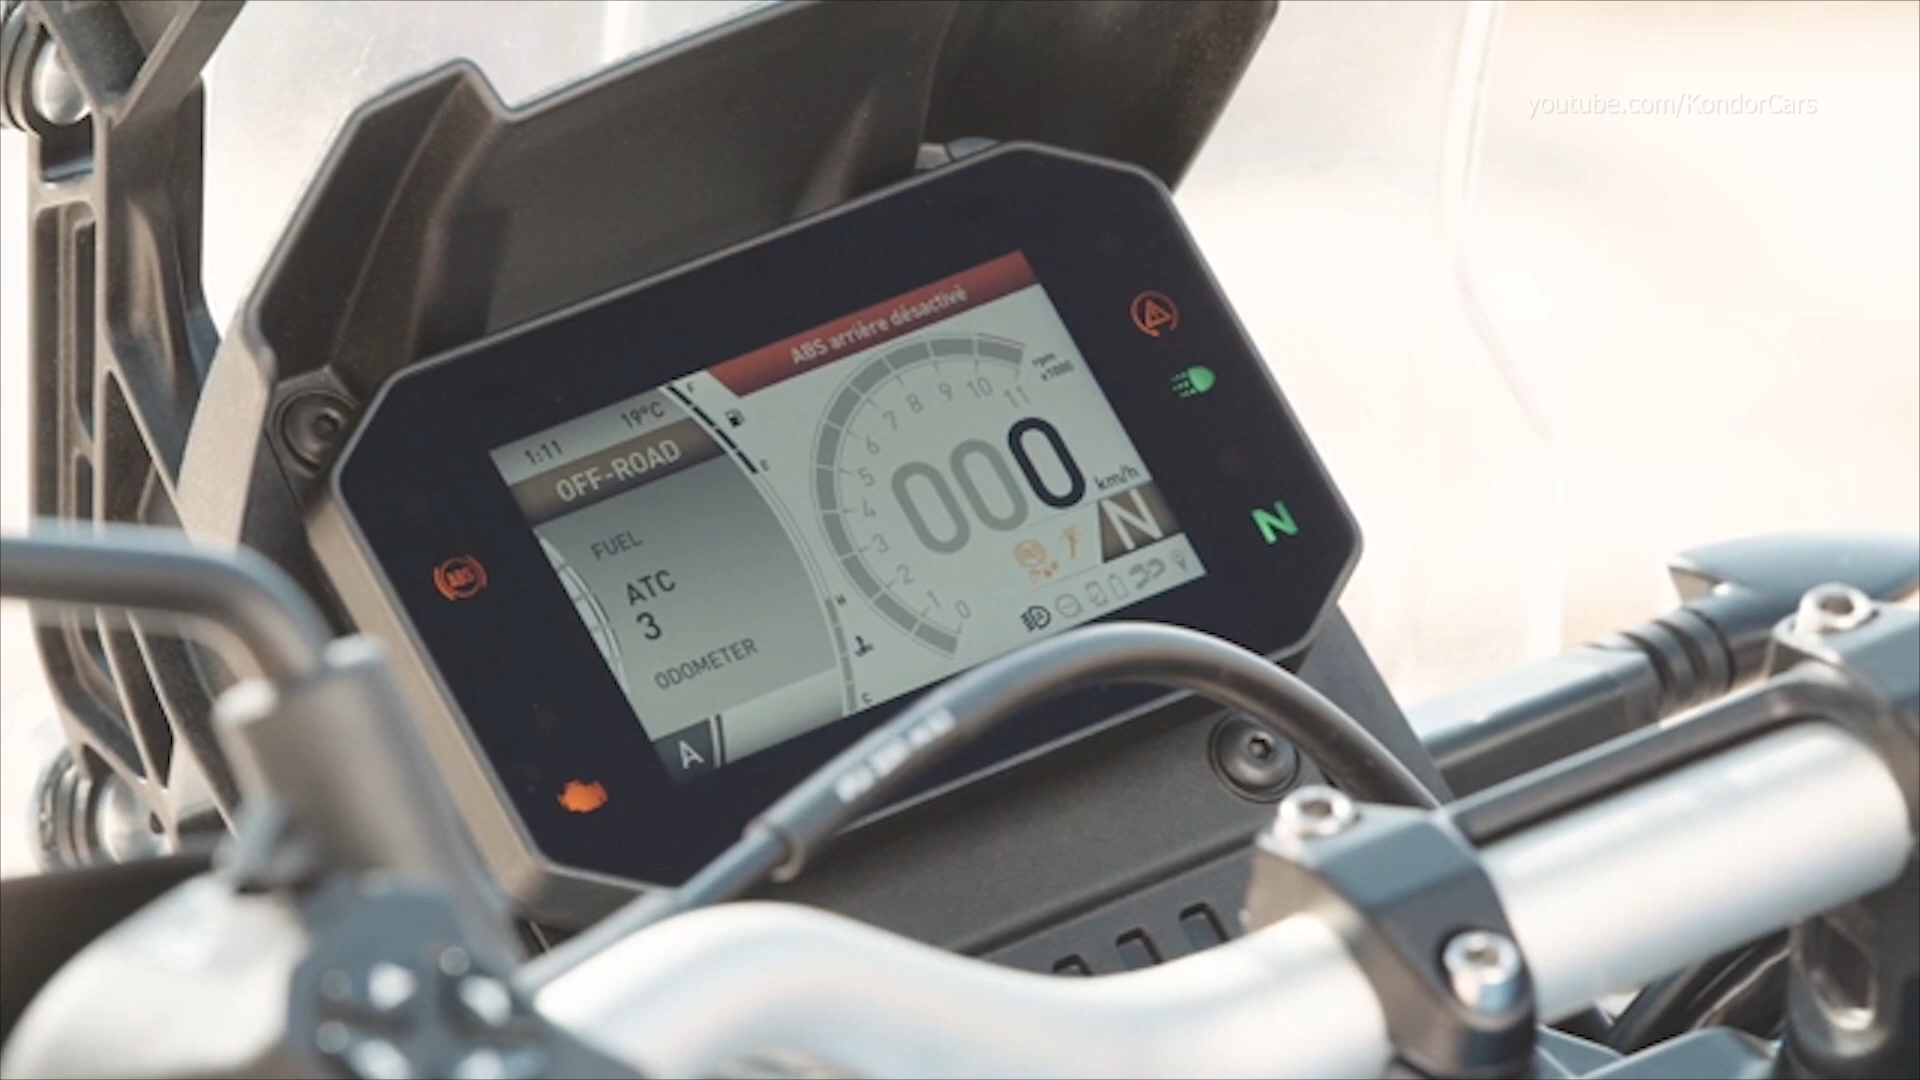 youtube.com/KondorCars
ABS arrière désactivé
1:11 19°C
OFF-ROAD
FUEL
ATC
3
ODOMETER
A
F
E
H
C
rpm
x1000
11
10
9
8
7
6
5
4
3
2
1
0
000
km/h
N
N
ABS